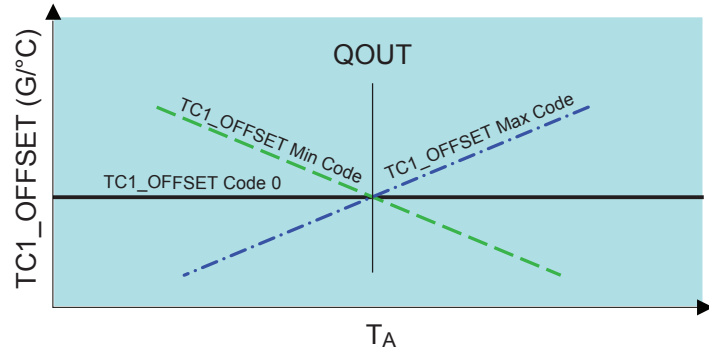 QOUT
TC1_OFFSET Min Code
TC1_OFFSET Max Code
TC1_OFFSET Code 0
TC1_OFFSET (G/°C)
TA